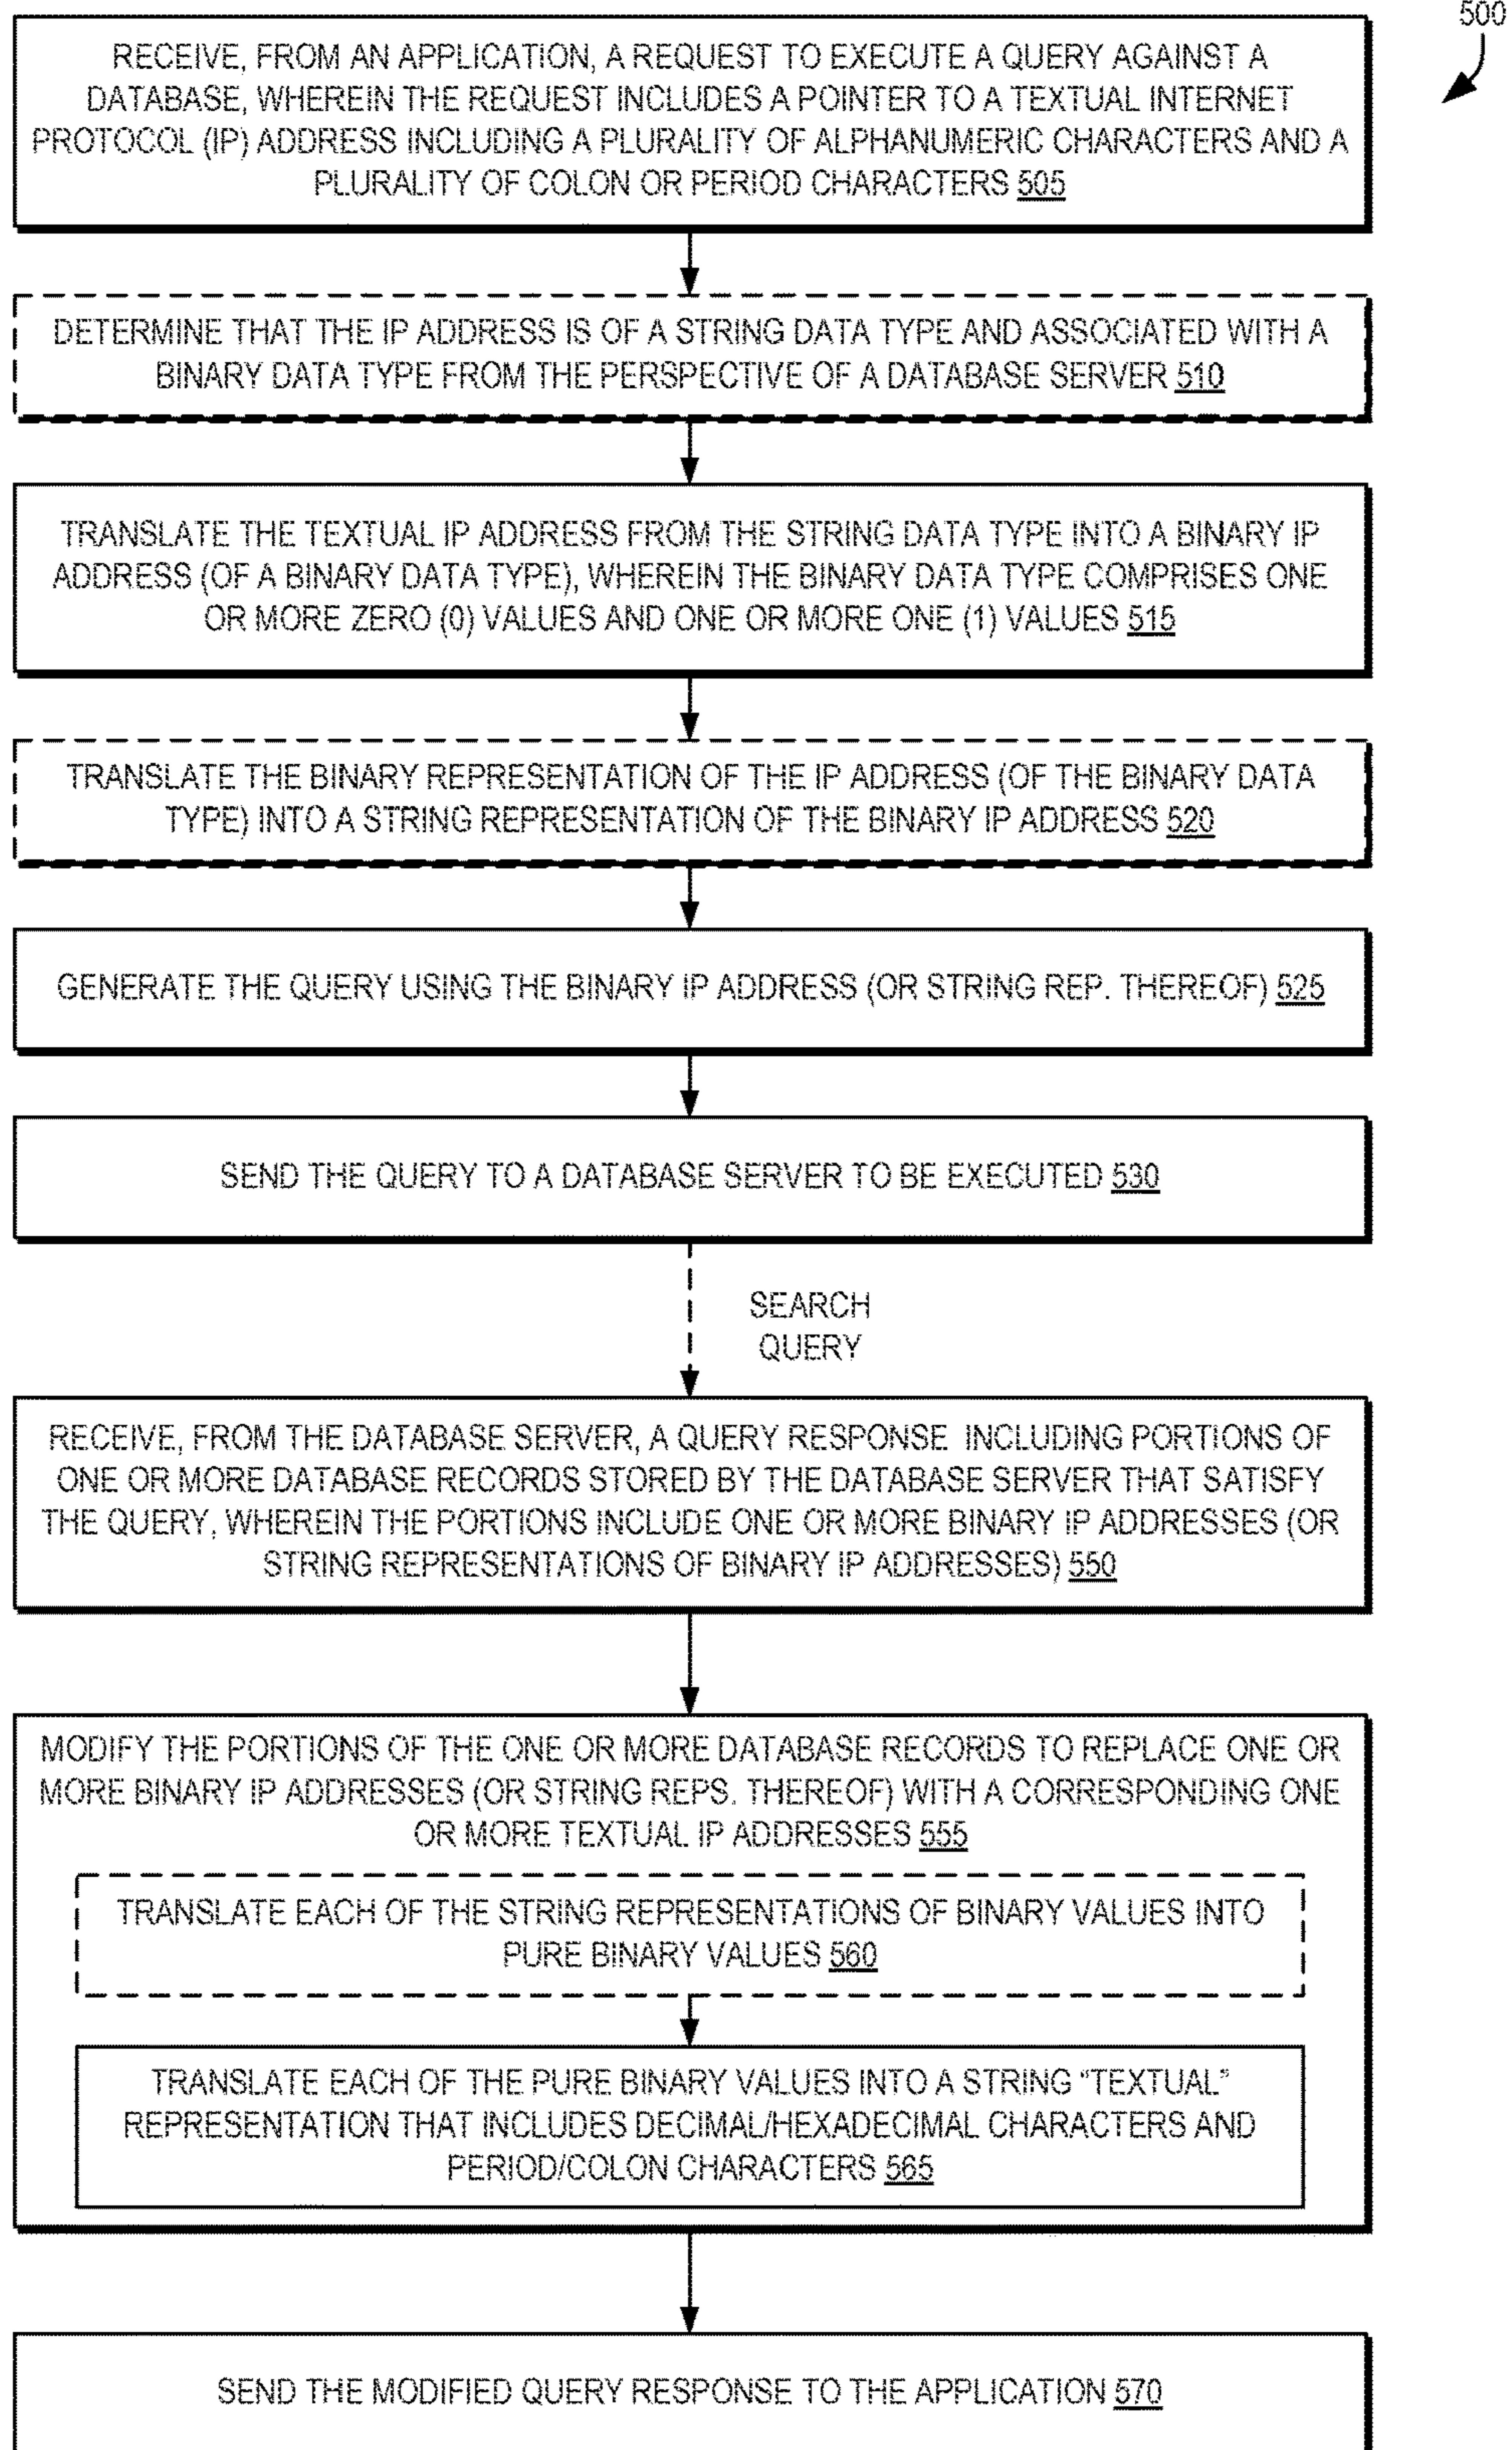 500
RECEIVE, FROM AN APPLICATION, A REQUEST TO EXECUTE A QUERY AGAINST A
DATABASE, WHEREIN THE REQUEST INCLUDES A POINTER TO A TEXTUAL INTERNET
PROTOCOL (IP) ADDRESS INCLUDING A PLURALITY OF ALPHANUMERIC CHARACTERS AND A
PLURALITY OF COLON OR PERIOD CHARACTERS 505
DETERMINE THAT THE IP ADDRESS IS OF A STRING DATA TYPE AND ASSOCIATED WITH A
BINARY DATA TYPE FROM THE PERSPECTIVE OF A DATABASE SERVER 510
TRANSLATE THE TEXTUAL IP ADDRESS FROM THE STRING DATA TYPE INTO A BINARY IP
ADDRESS (OF A BINARY DATA TYPE), WHEREIN THE BINARY DATA TYPE COMPRISES ONE
OR MORE ZERO (0) VALUES AND ONE OR MORE ONE (1) VALUES 515
TRANSLATE THE BINARY REPRESENTATION OF THE IP ADDRESS (OF THE BINARY DATA
TYPE) INTO A STRING REPRESENTATION OF THE BINARY IP ADDRESS 520
GENERATE THE QUERY USING THE BINARY IP ADDRESS (OR STRING REP. THEREOF) 525
SEND THE QUERY TO A DATABASE SERVER TO BE EXECUTED 530
SEARCH
QUERY
RECEIVE, FROM THE DATABASE SERVER, A QUERY RESPONSE INCLUDING PORTIONS OF
ONE OR MORE DATABASE RECORDS STORED BY THE DATABASE SERVER THAT SATISFY
THE QUERY, WHEREIN THE PORTIONS INCLUDE ONE OR MORE BINARY IP ADDRESSES (OR
STRING REPRESENTATIONS OF BINARY IP ADDRESSES) 550
MODIFY THE PORTIONS OF THE ONE OR MORE DATABASE RECORDS TO REPLACE ONE OR
MORE BINARY IP ADDRESSES (OR STRING REPS. THEREOF) WITH A CORRESPONDING ONE
OR MORE TEXTUAL IP ADDRESSES 555
TRANSLATE EACH OF THE STRING REPRESENTATIONS OF BINARY VALUES INTO
PURE BINARY VALUES 560
TRANSLATE EACH OF THE PURE BINARY VALUES INTO A STRING “TEXTUAL”
REPRESENTATION THAT INCLUDES DECIMAL/HEXADECIMAL CHARACTERS AND
PERIOD/COLON CHARACTERS 565
SEND THE MODIFIED QUERY RESPONSE TO THE APPLICATION 570